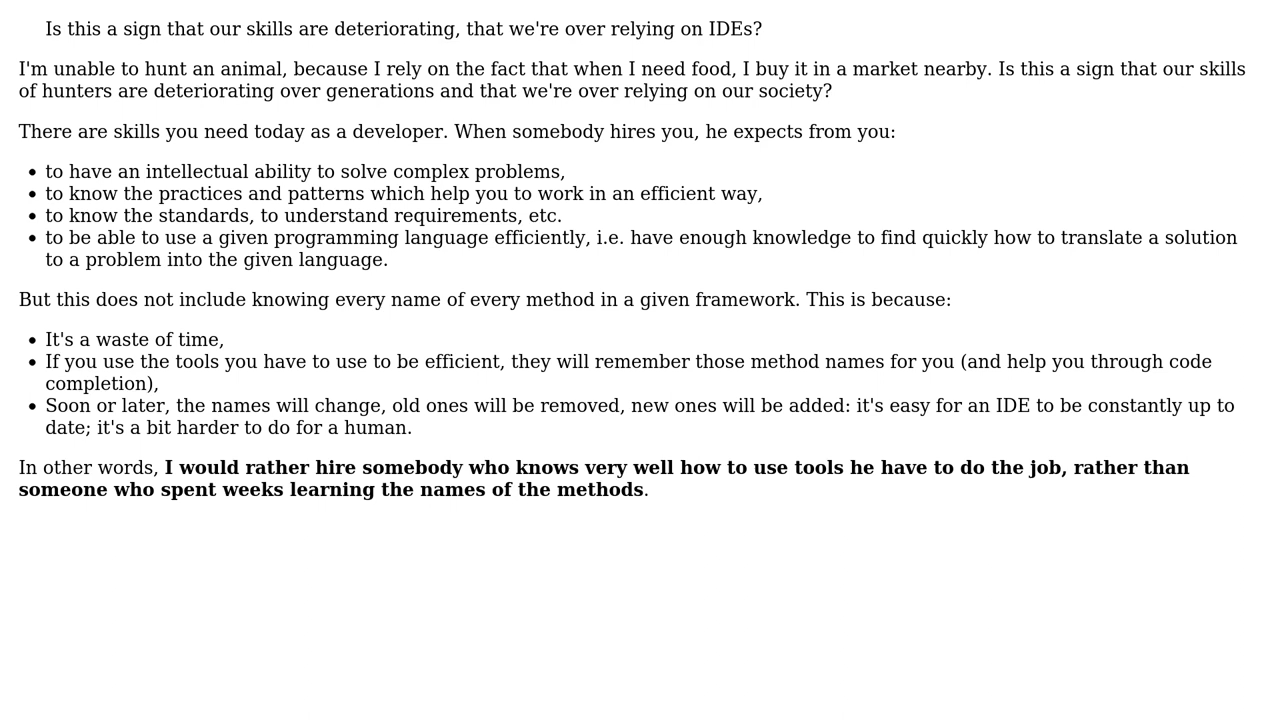 Is this a sign that our skills are deteriorating, that we're over relying on IDEs?
I'm unable to hunt an animal, because I rely on the fact that when I need food, I buy it in a market nearby. Is this a sign that our skills
of hunters are deteriorating over generations and that we're over relying on our society?
There are skills you need today as a developer. When somebody hires you, he expects from you:
• to have an intellectual ability to solve complex problems,
• to know the practices and patterns which help you to work in an efficient way,
• to know the standards, to understand requirements, etc.
• to be able to use a given programming language efficiently, i.e. have enough knowledge to find quickly how to translate a solution
to a problem into the given language.
But this does not include knowing every name of every method in a given framework. This is because:
• It's a waste of time,
• If you use the tools you have to use to be efficient, they will remember those method names for you (and help you through code
completion),
• Soon or later, the names will change, old ones will be removed, new ones will be added: it's easy for an IDE to be constantly up to
date; it's a bit harder to do for a human.
In other words, I would rather hire somebody who knows very well how to use tools he have to do the job, rather than
someone who spent weeks learning the names of the methods.